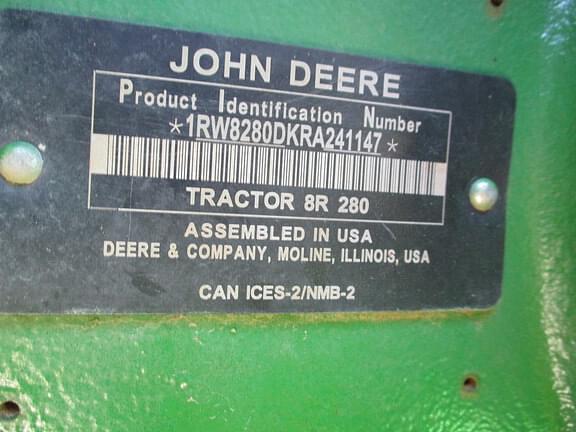 JOHN DEERE
Product Identification Number
*1RW8280DKRA241147*
TRACTOR 8R 280
ASSEMBLED IN USA
DEERE & COMPANY, MOLINE, ILLINOIS, USA
CAN ICES-2/NMB-2